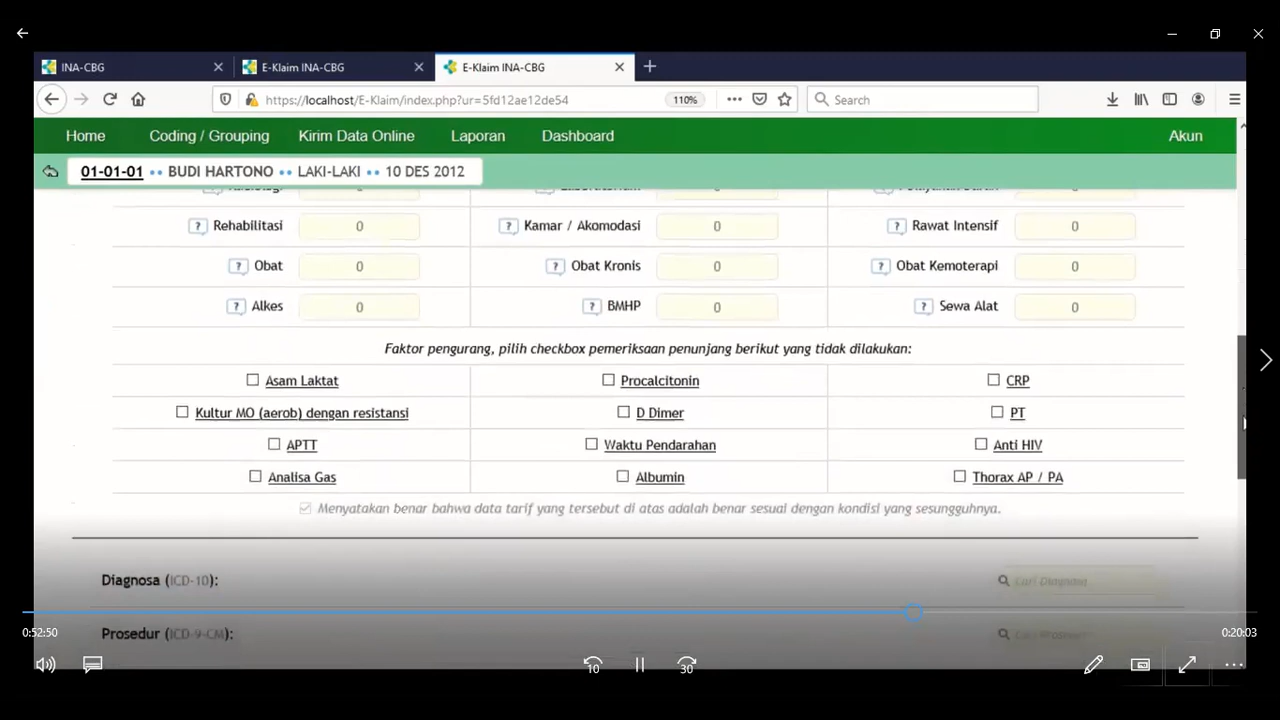 INA-CBG E-Klaim INA-CBG E-Klaim INA-CBG
https://localhost/E-Klaim/index.php?ur=5fd12ae12de54 110% Search
Home Coding / Grouping Kirim Data Online Laporan Dashboard Akun
01-01-01 •• BUDI HARTONO •• LAKI-LAKI •• 10 DES 2012
? Rehabilitasi 0 ? Kamar / Akomodasi 0 ? Rawat Intensif 0
? Obat 0 ? Obat Kronis 0 ? Obat Kemoterapi 0
? Alkes 0 ? BMHP 0 ? Sewa Alat 0
Faktor pengurang, pilih checkbox pemeriksaan penunjang berikut yang tidak dilakukan:
Asam Laktat Procalcitonin CRP
Kultur MO (aerob) dengan resistansi D Dimer PT
APTT Waktu Pendarahan Anti HIV
Analisa Gas Albumin Thorax AP / PA
Menyatakan benar bahwa data tarif yang tersebut di atas adalah benar sesuai dengan kondisi yang sesungguhnya.
Diagnosa (ICD-10): Cari Diagnosa
Prosedur (ICD-9-CM):
0:52:50 0:20:03
10 30